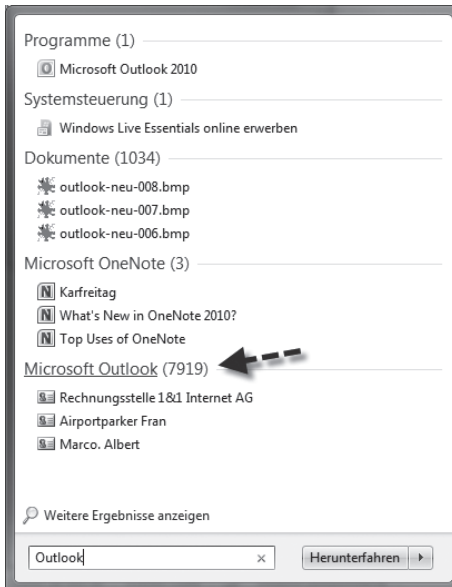 Programme (1)
Microsoft Outlook 2010
Systemsteuerung (1)
Windows Live Essentials online erwerben
Dokumente (1034)
outlook-neu-008.bmp
outlook-neu-007.bmp
outlook-neu-006.bmp
Microsoft OneNote (3)
Karfreitag
What's New in OneNote 2010?
Top Uses of OneNote
Microsoft Outlook (7919)
Rechnungsstelle 1&1 Internet AG
Airportparker Fran
Marco. Albert
Weitere Ergebnisse anzeigen
Outlook
Herunterfahren